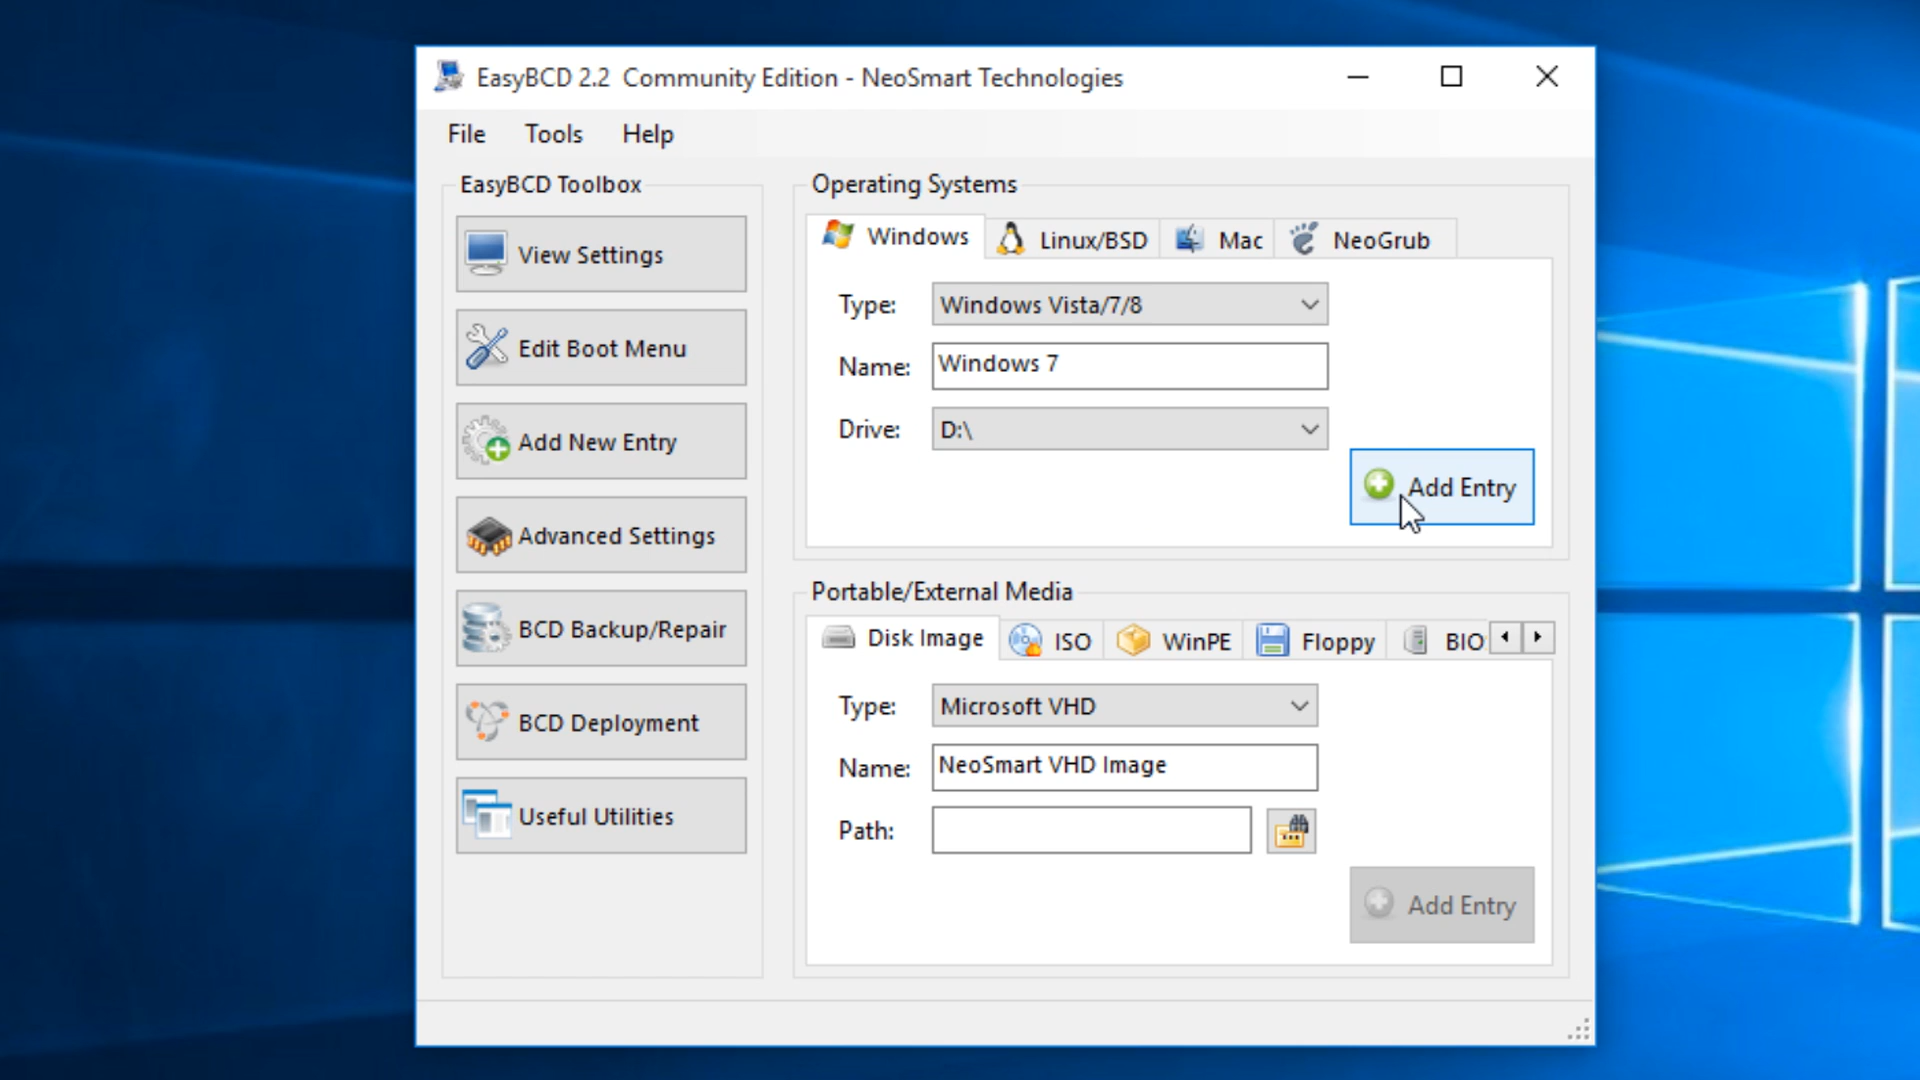 EasyBCD 2.2 Community Edition - NeoSmart Technologies
File Tools Help
EasyBCD Toolbox
View Settings
Edit Boot Menu
Add New Entry
Advanced Settings
BCD Backup/Repair
BCD Deployment
Useful Utilities
Operating Systems
Windows Linux/BSD Mac NeoGrub
Type: Windows Vista/7/8
Name: Windows 7
Drive: D:\
Add Entry
Portable/External Media
Disk Image ISO WinPE Floppy BIO
Type: Microsoft VHD
Name: NeoSmart VHD Image
Path:
Add Entry